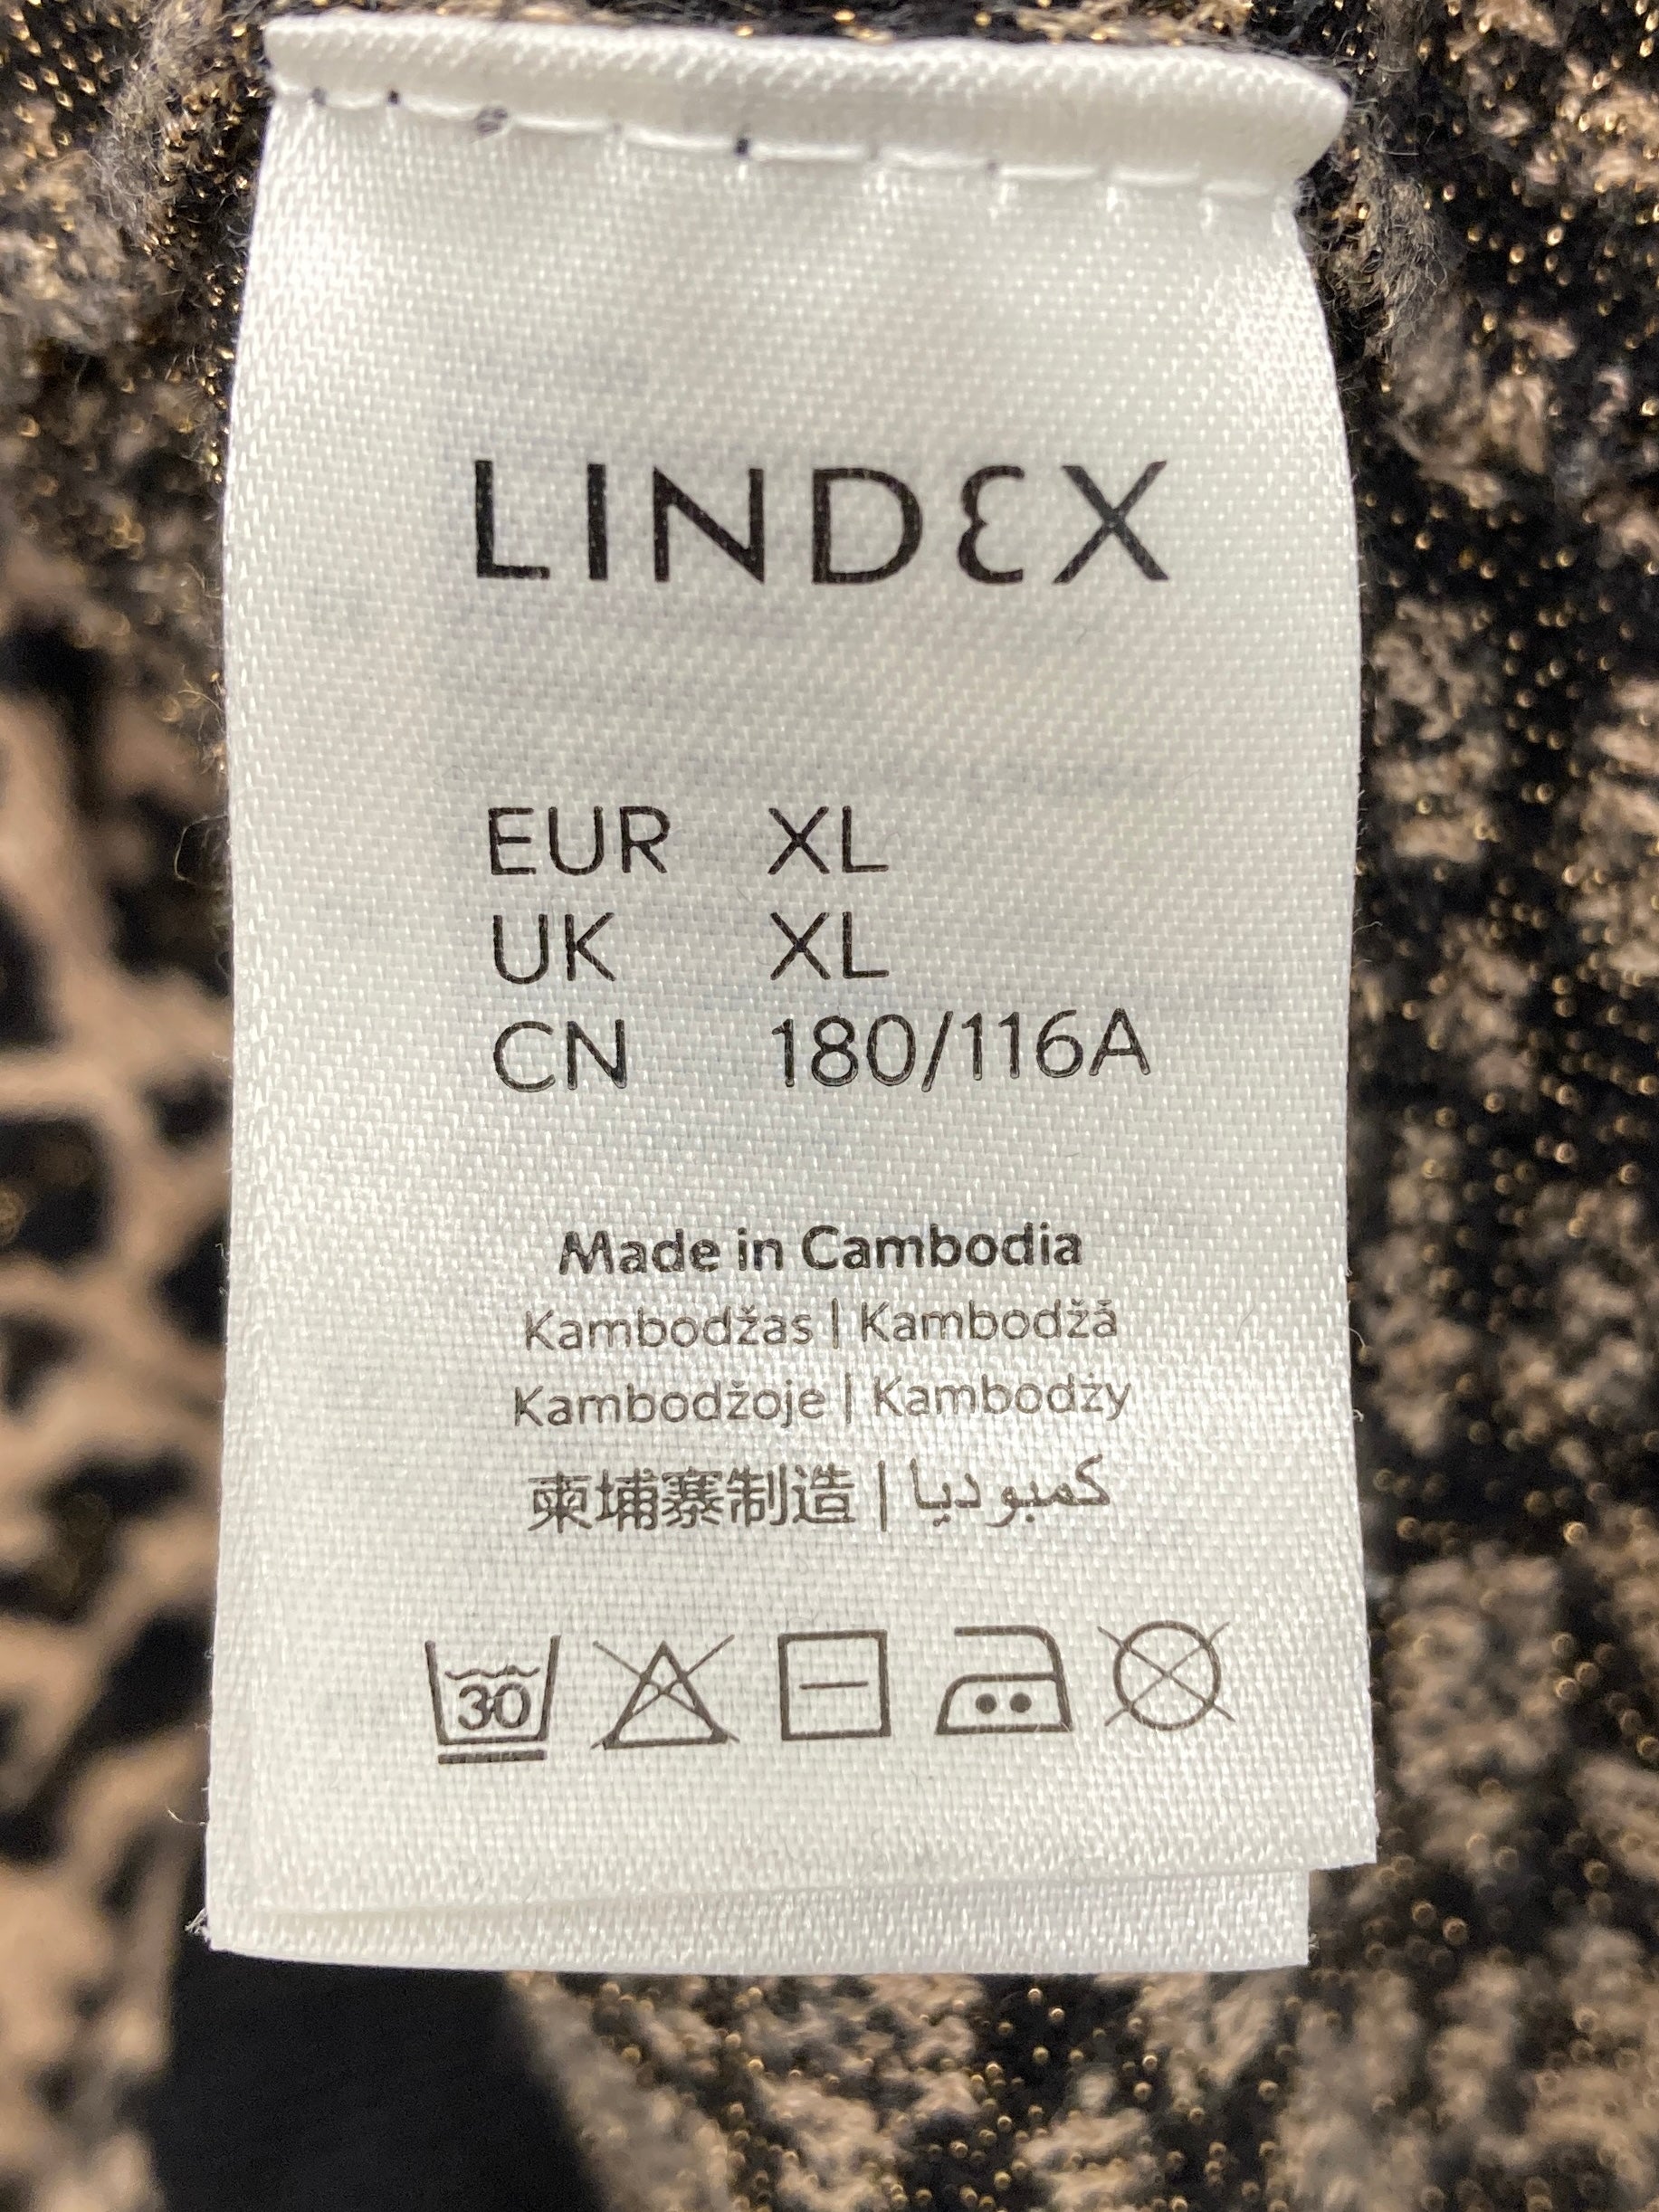 LINDEX
EUR XL
UK XL
CN 180/116A
Made in Cambodia
Kambodžas | Kambodžā
Kambodžoje | Kambodży
柬埔寨制造 | كمبوديا
30